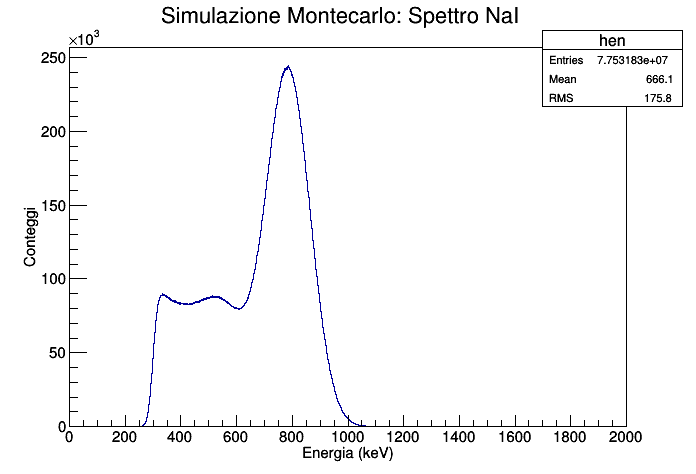 Simulazione Montecarlo: Spettro NaI
×10³
hen
Entries 7.753183e+07
Mean 666.1
RMS 175.8
250
200
150
100
50
0
Conteggi
0 200 400 600 800 1000 1200 1400 1600 1800 2000
Energia (keV)